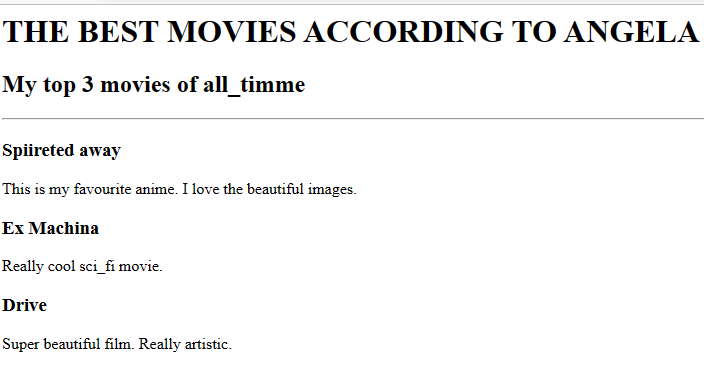 THE BEST MOVIES ACCORDING TO ANGELA
My top 3 movies of all_timme
Spiireted away
This is my favourite anime. I love the beautiful images.
Ex Machina
Really cool sci_fi movie.
Drive
Super beautiful film. Really artistic.